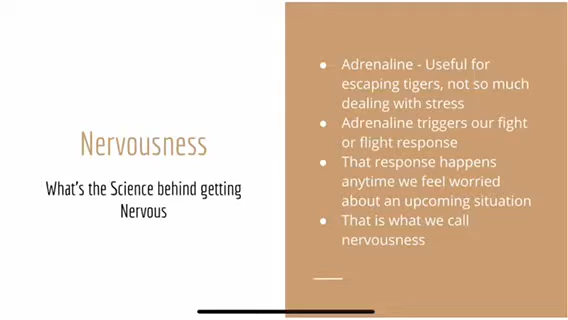 Nervousness
What's the Science behind getting
Nervous
● Adrenaline - Useful for
escaping tigers, not so much
dealing with stress
● Adrenaline triggers our fight
or flight response
● That response happens
anytime we feel worried
about an upcoming situation
● That is what we call
nervousness